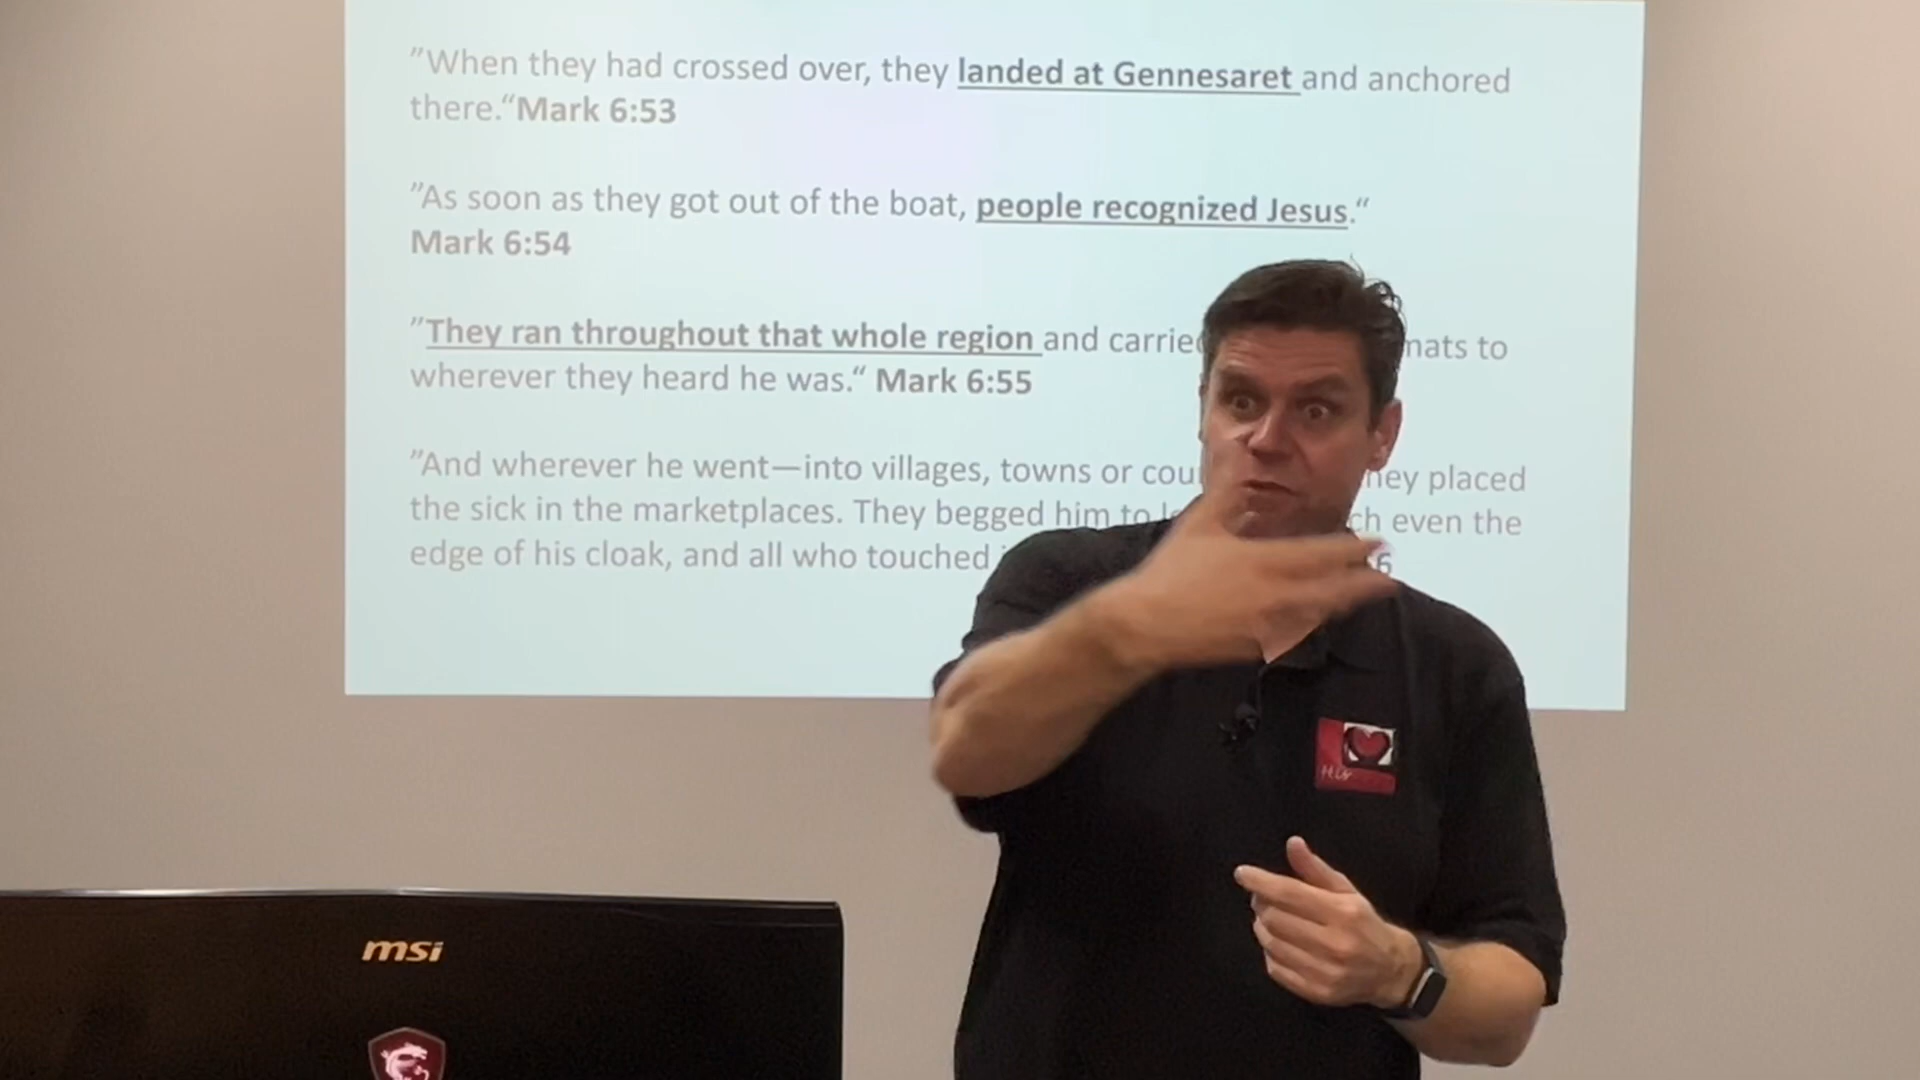 ”When they had crossed over, they landed at Gennesaret and anchored
there.“Mark 6:53
”As soon as they got out of the boat, people recognized Jesus.“
Mark 6:54
”They ran throughout that whole region and carried mats to
wherever they heard he was.“ Mark 6:55
”And wherever he went—into villages, towns or they placed
the sick in the marketplaces. They begged him to even the
edge of his cloak, and all who touched 6
msi